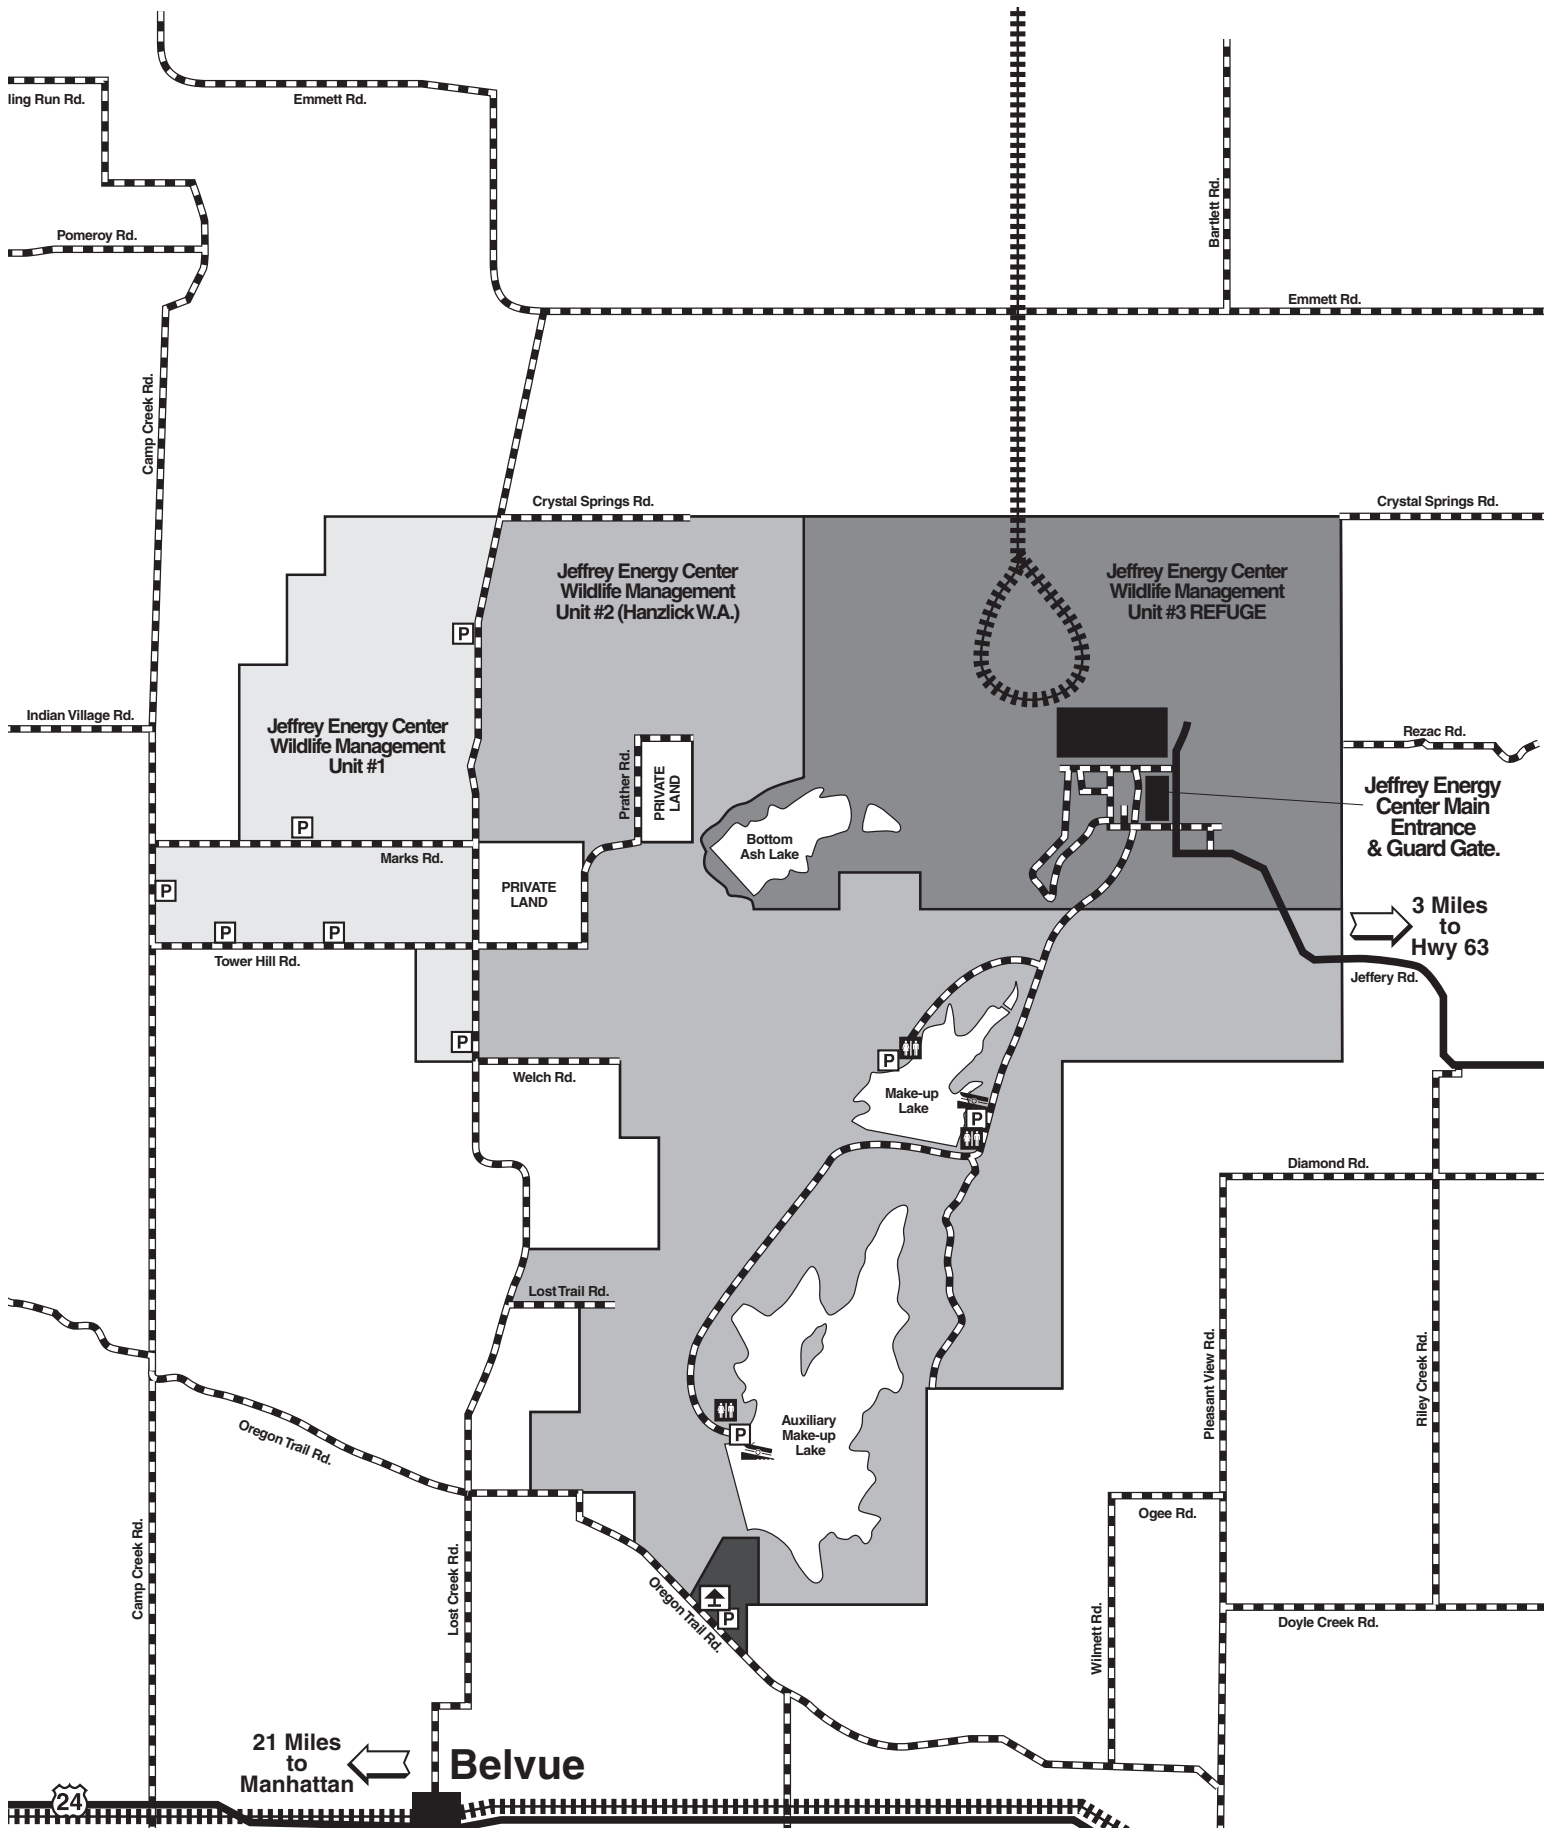 ling Run Rd.
Emmett Rd.
Pomeroy Rd.
Bartlett Rd.
Emmett Rd.
Camp Creek Rd.
Crystal Springs Rd.
Crystal Springs Rd.
Jeffrey Energy Center
Wildlife Management
Unit #2 (Hanzlick W.A.)
Jeffrey Energy Center
Wildlife Management
Unit #3 REFUGE
P
Indian Village Rd.
Jeffrey Energy Center
Wildlife Management
Unit #1
Prather Rd.
PRIVATE
LAND
Rezac Rd.
Jeffrey Energy
Center Main
Entrance
& Guard Gate.
P
Bottom
Ash Lake
Marks Rd.
P
PRIVATE
LAND
3 Miles
to
Hwy 63
P
P
Tower Hill Rd.
Jeffery Rd.
P
P
Welch Rd.
Make-up
Lake
P
Diamond Rd.
Lost Trail Rd.
Pleasant View Rd.
Riley Creek Rd.
Oregon Trail Rd.
P
Auxiliary
Make-up
Lake
Ogee Rd.
Camp Creek Rd.
Lost Creek Rd.
Oregon Trail Rd.
P
Wilmett Rd.
Doyle Creek Rd.
21 Miles
to
Manhattan
Belvue
24